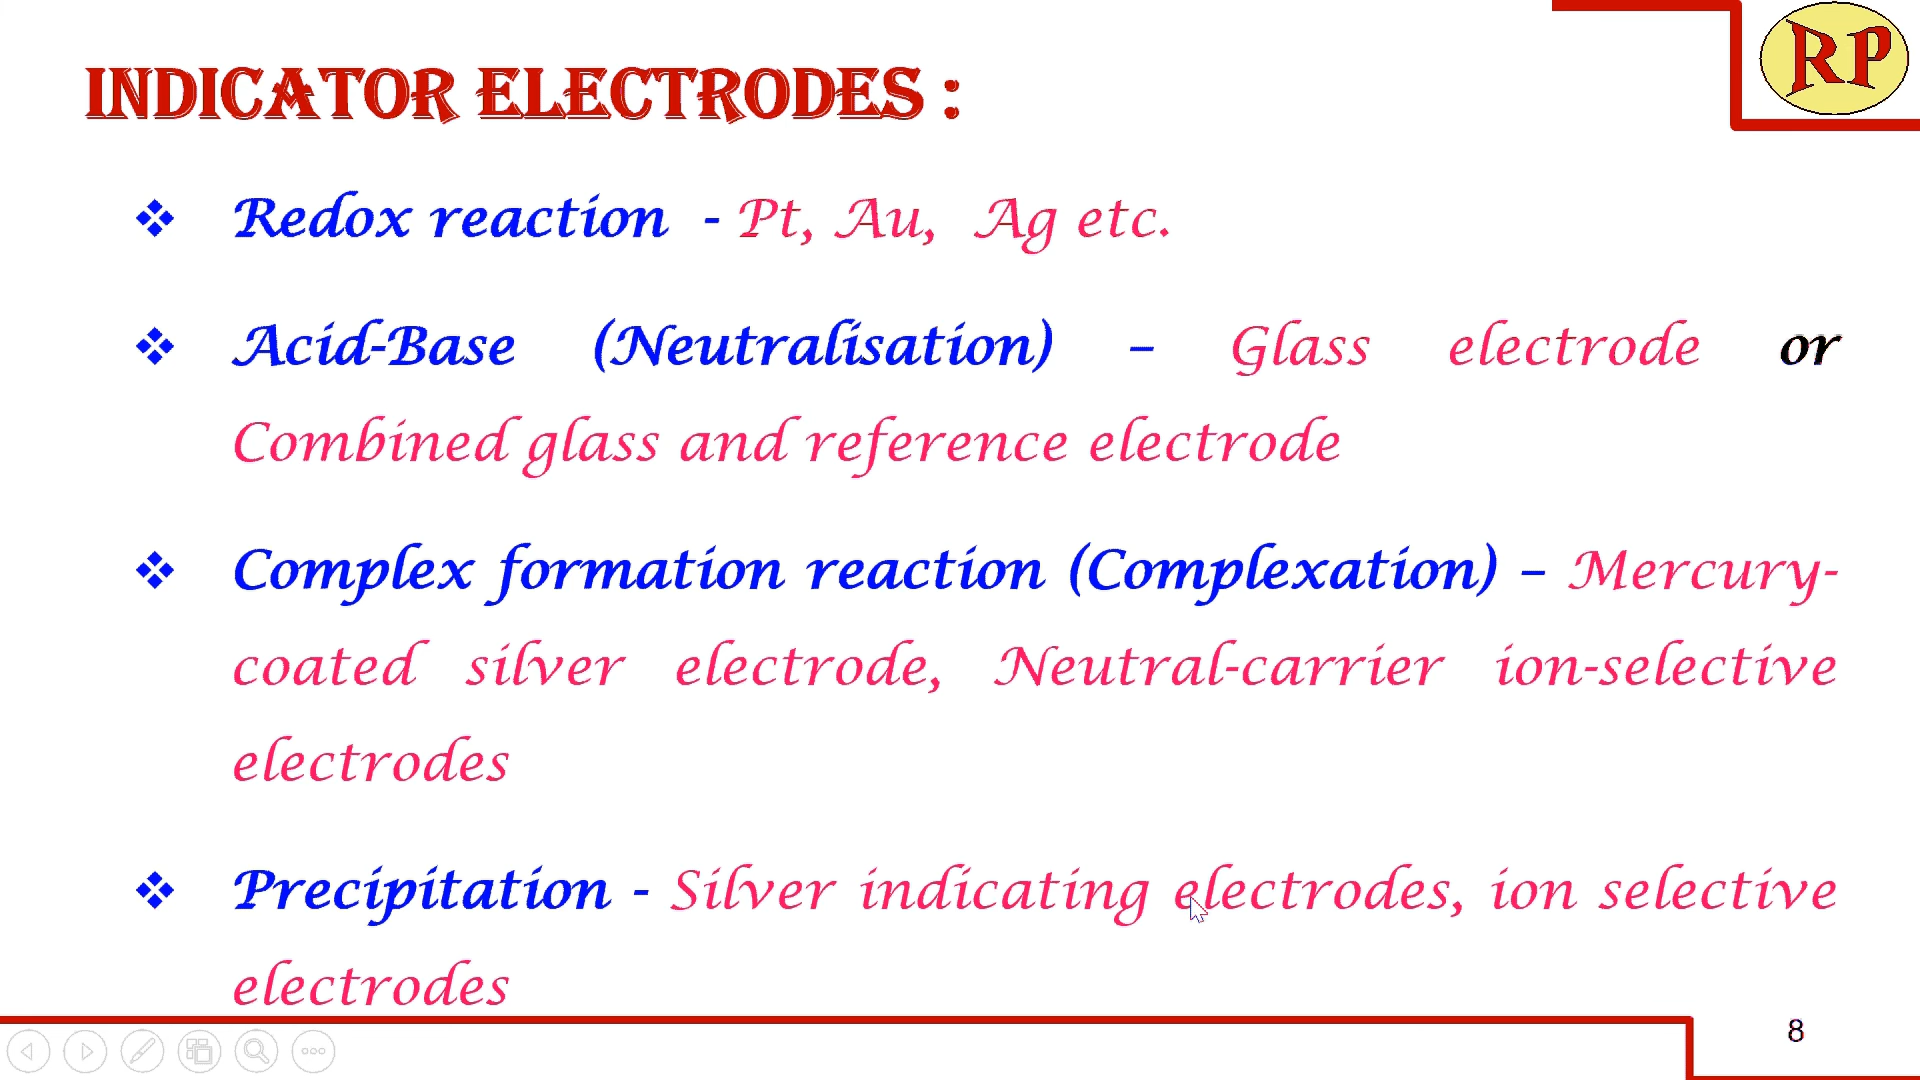 INDICATOR ELECTRODES :
RP
❖ Redox reaction - Pt, Au, Ag etc.
❖ Acid-Base (Neutralisation) – Glass electrode or
Combined glass and reference electrode
❖ Complex formation reaction (Complexation) – Mercury-
coated silver electrode, Neutral-carrier ion-selective
electrodes
❖ Precipitation - Silver indicating electrodes, ion selective
electrodes
8